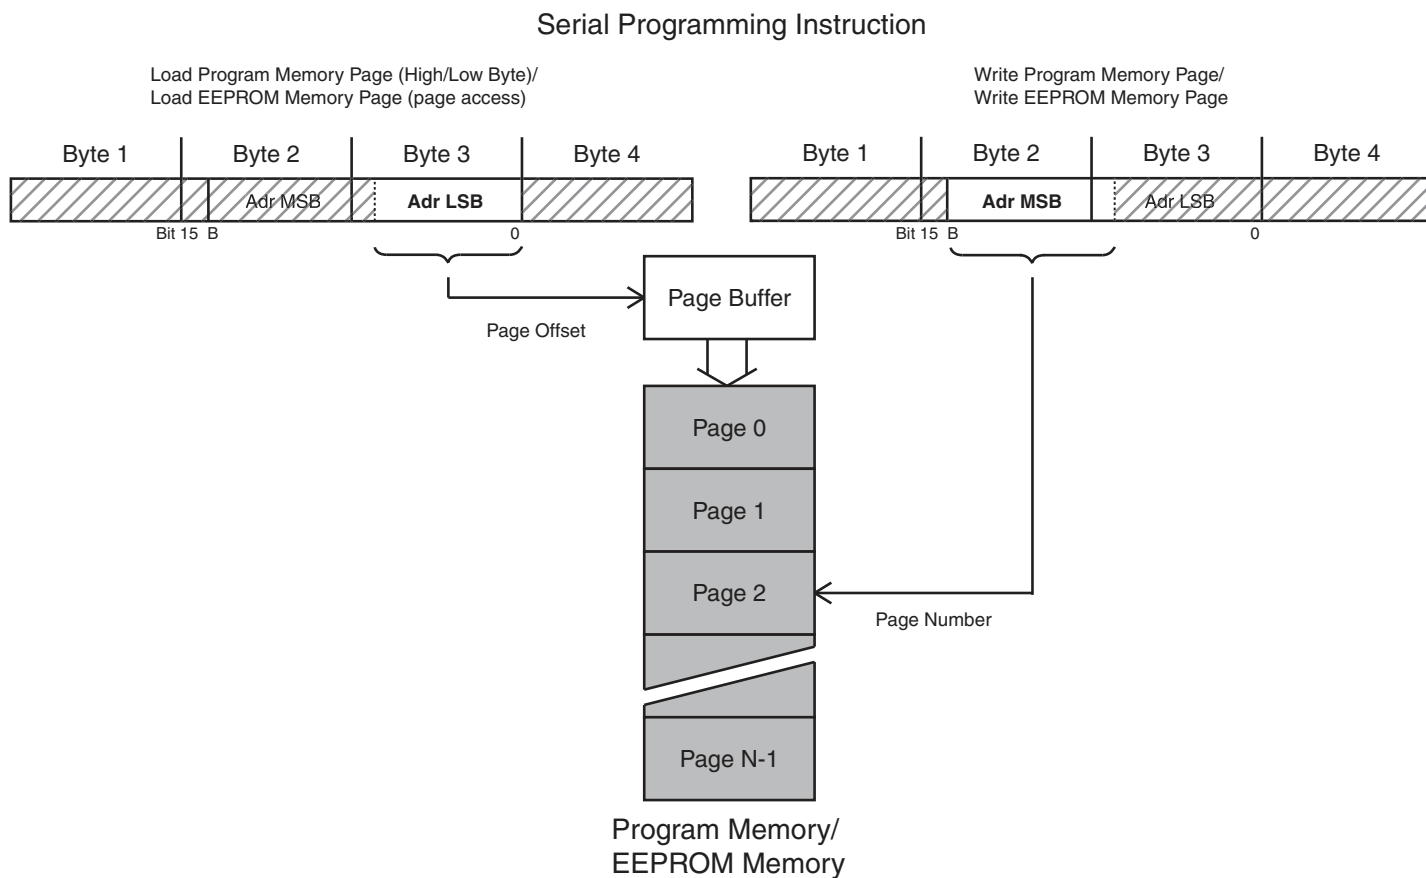 Serial Programming Instruction
Load Program Memory Page (High/Low Byte)/
Load EEPROM Memory Page (page access)
Write Program Memory Page/
Write EEPROM Memory Page
Byte 1 Byte 2 Byte 3 Byte 4
Byte 1 Byte 2 Byte 3 Byte 4
Adr MSB Adr LSB
Adr MSB Adr LSB
Bit 15 B 0
Bit 15 B 0
Page Buffer
Page Offset
Page 0
Page 1
Page 2
Page Number
Page N-1
Program Memory/
EEPROM Memory